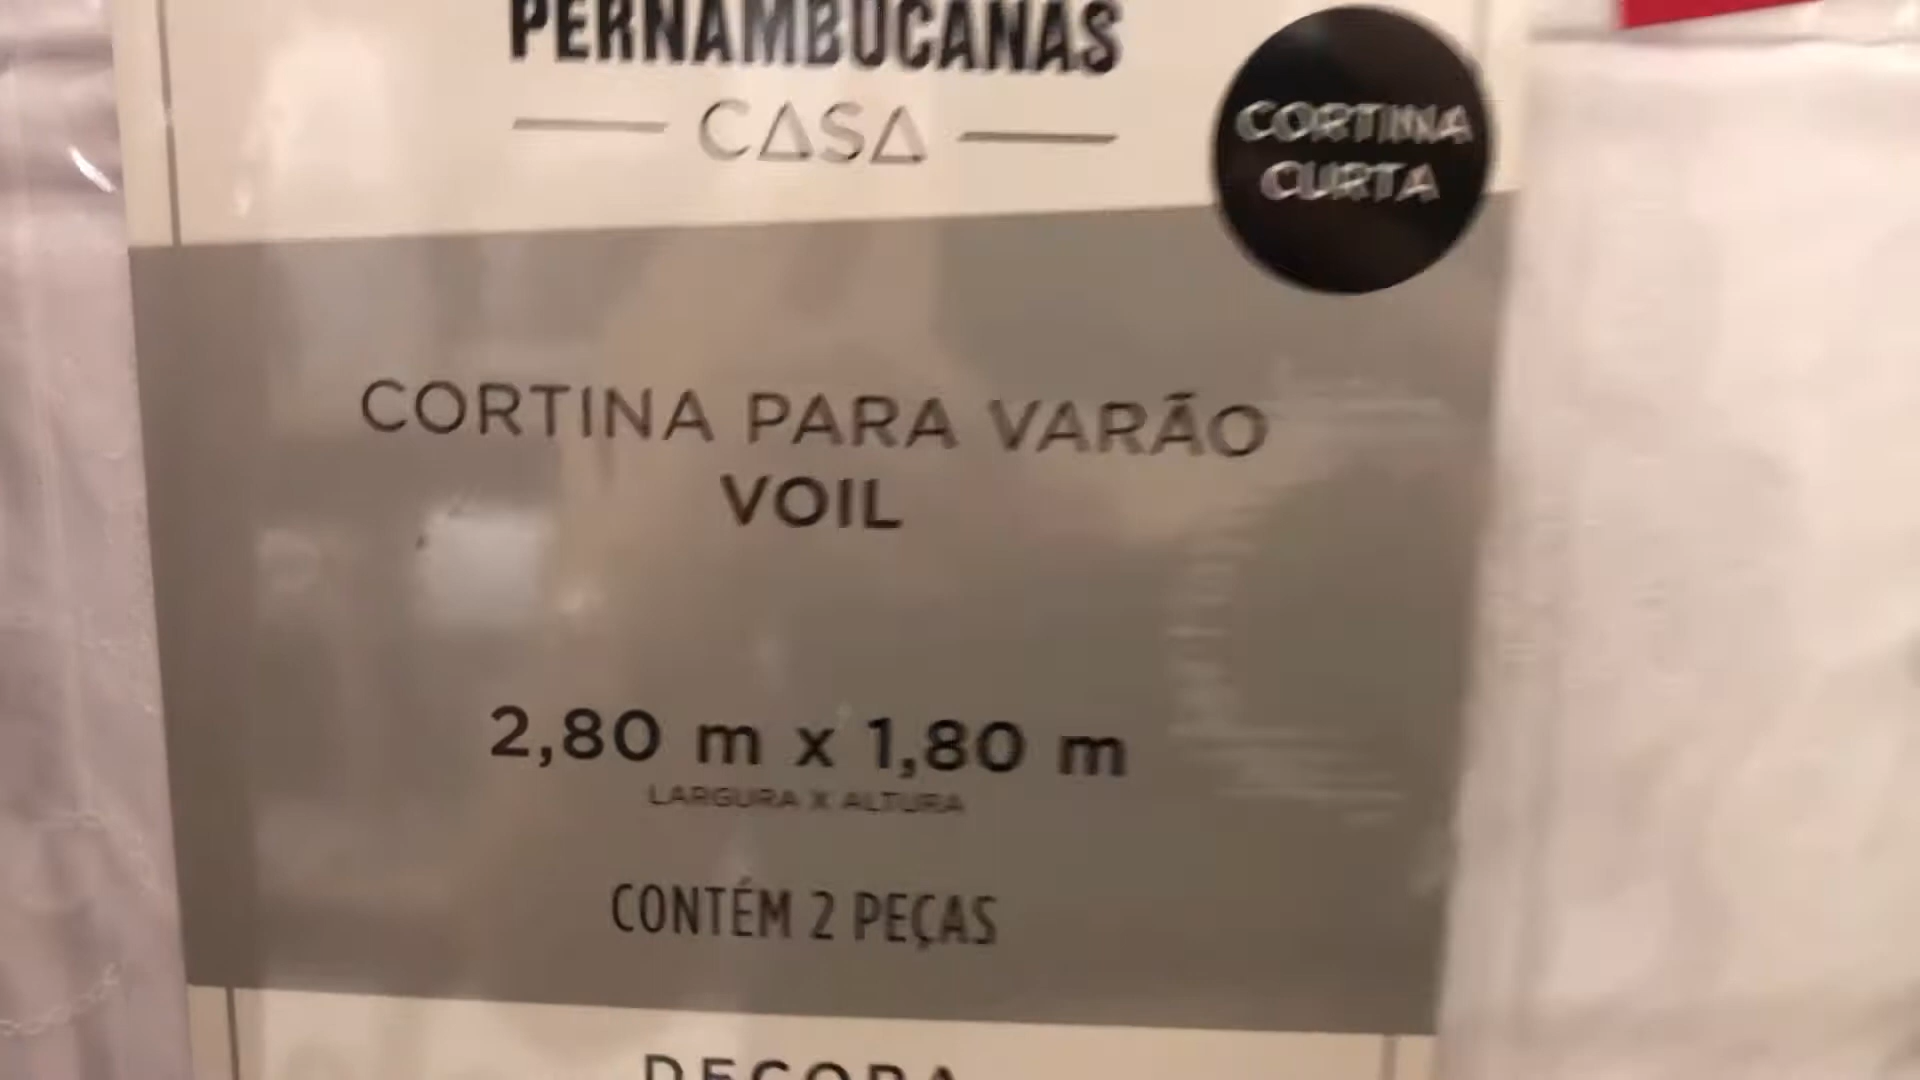 PERNAMBUCANAS
CASA
CORTINA
CURTA
CORTINA PARA VARÃO
VOIL
2,80 m x 1,80 m
LARGURA X ALTURA
CONTÉM 2 PEÇAS
DECORA